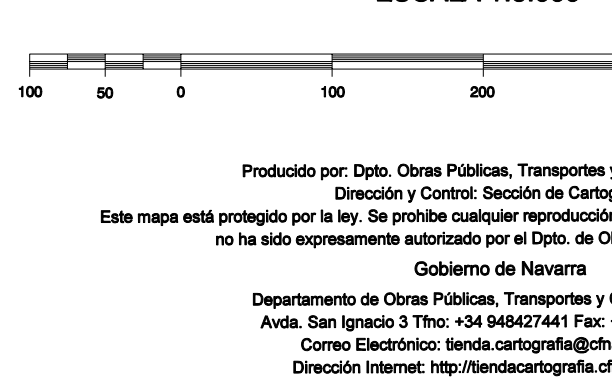 100 50 0 100 200
Producido por: Dpto. Obras Públicas, Transportes y
Dirección y Control: Sección de Cartog
Este mapa está protegido por la ley. Se prohibe cualquier reproducción
no ha sido expresamente autorizado por el Dpto. de Ob
Gobierno de Navarra
Departamento de Obras Públicas, Transportes y C
Avda. San Ignacio 3 Tfno: +34 948427441 Fax: +
Correo Electrónico: tienda.cartografia@cfn
Dirección Internet: http://tiendacartografia.cf